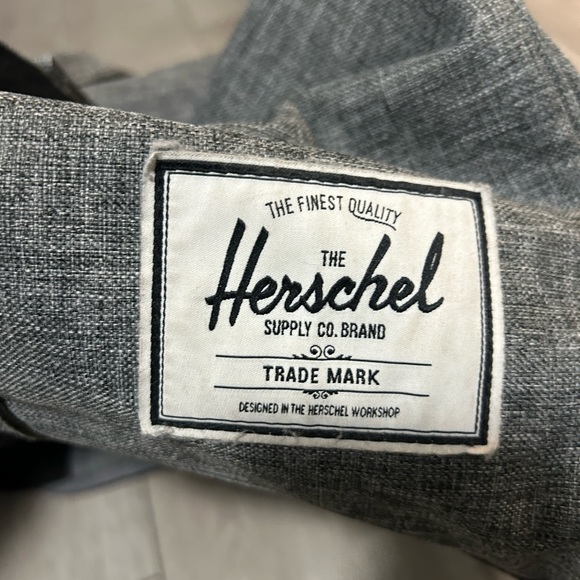 THE FINEST QUALITY
THE
Herschel
SUPPLY CO. BRAND
TRADE MARK
DESIGNED IN THE HERSCHEL WORKSHOP